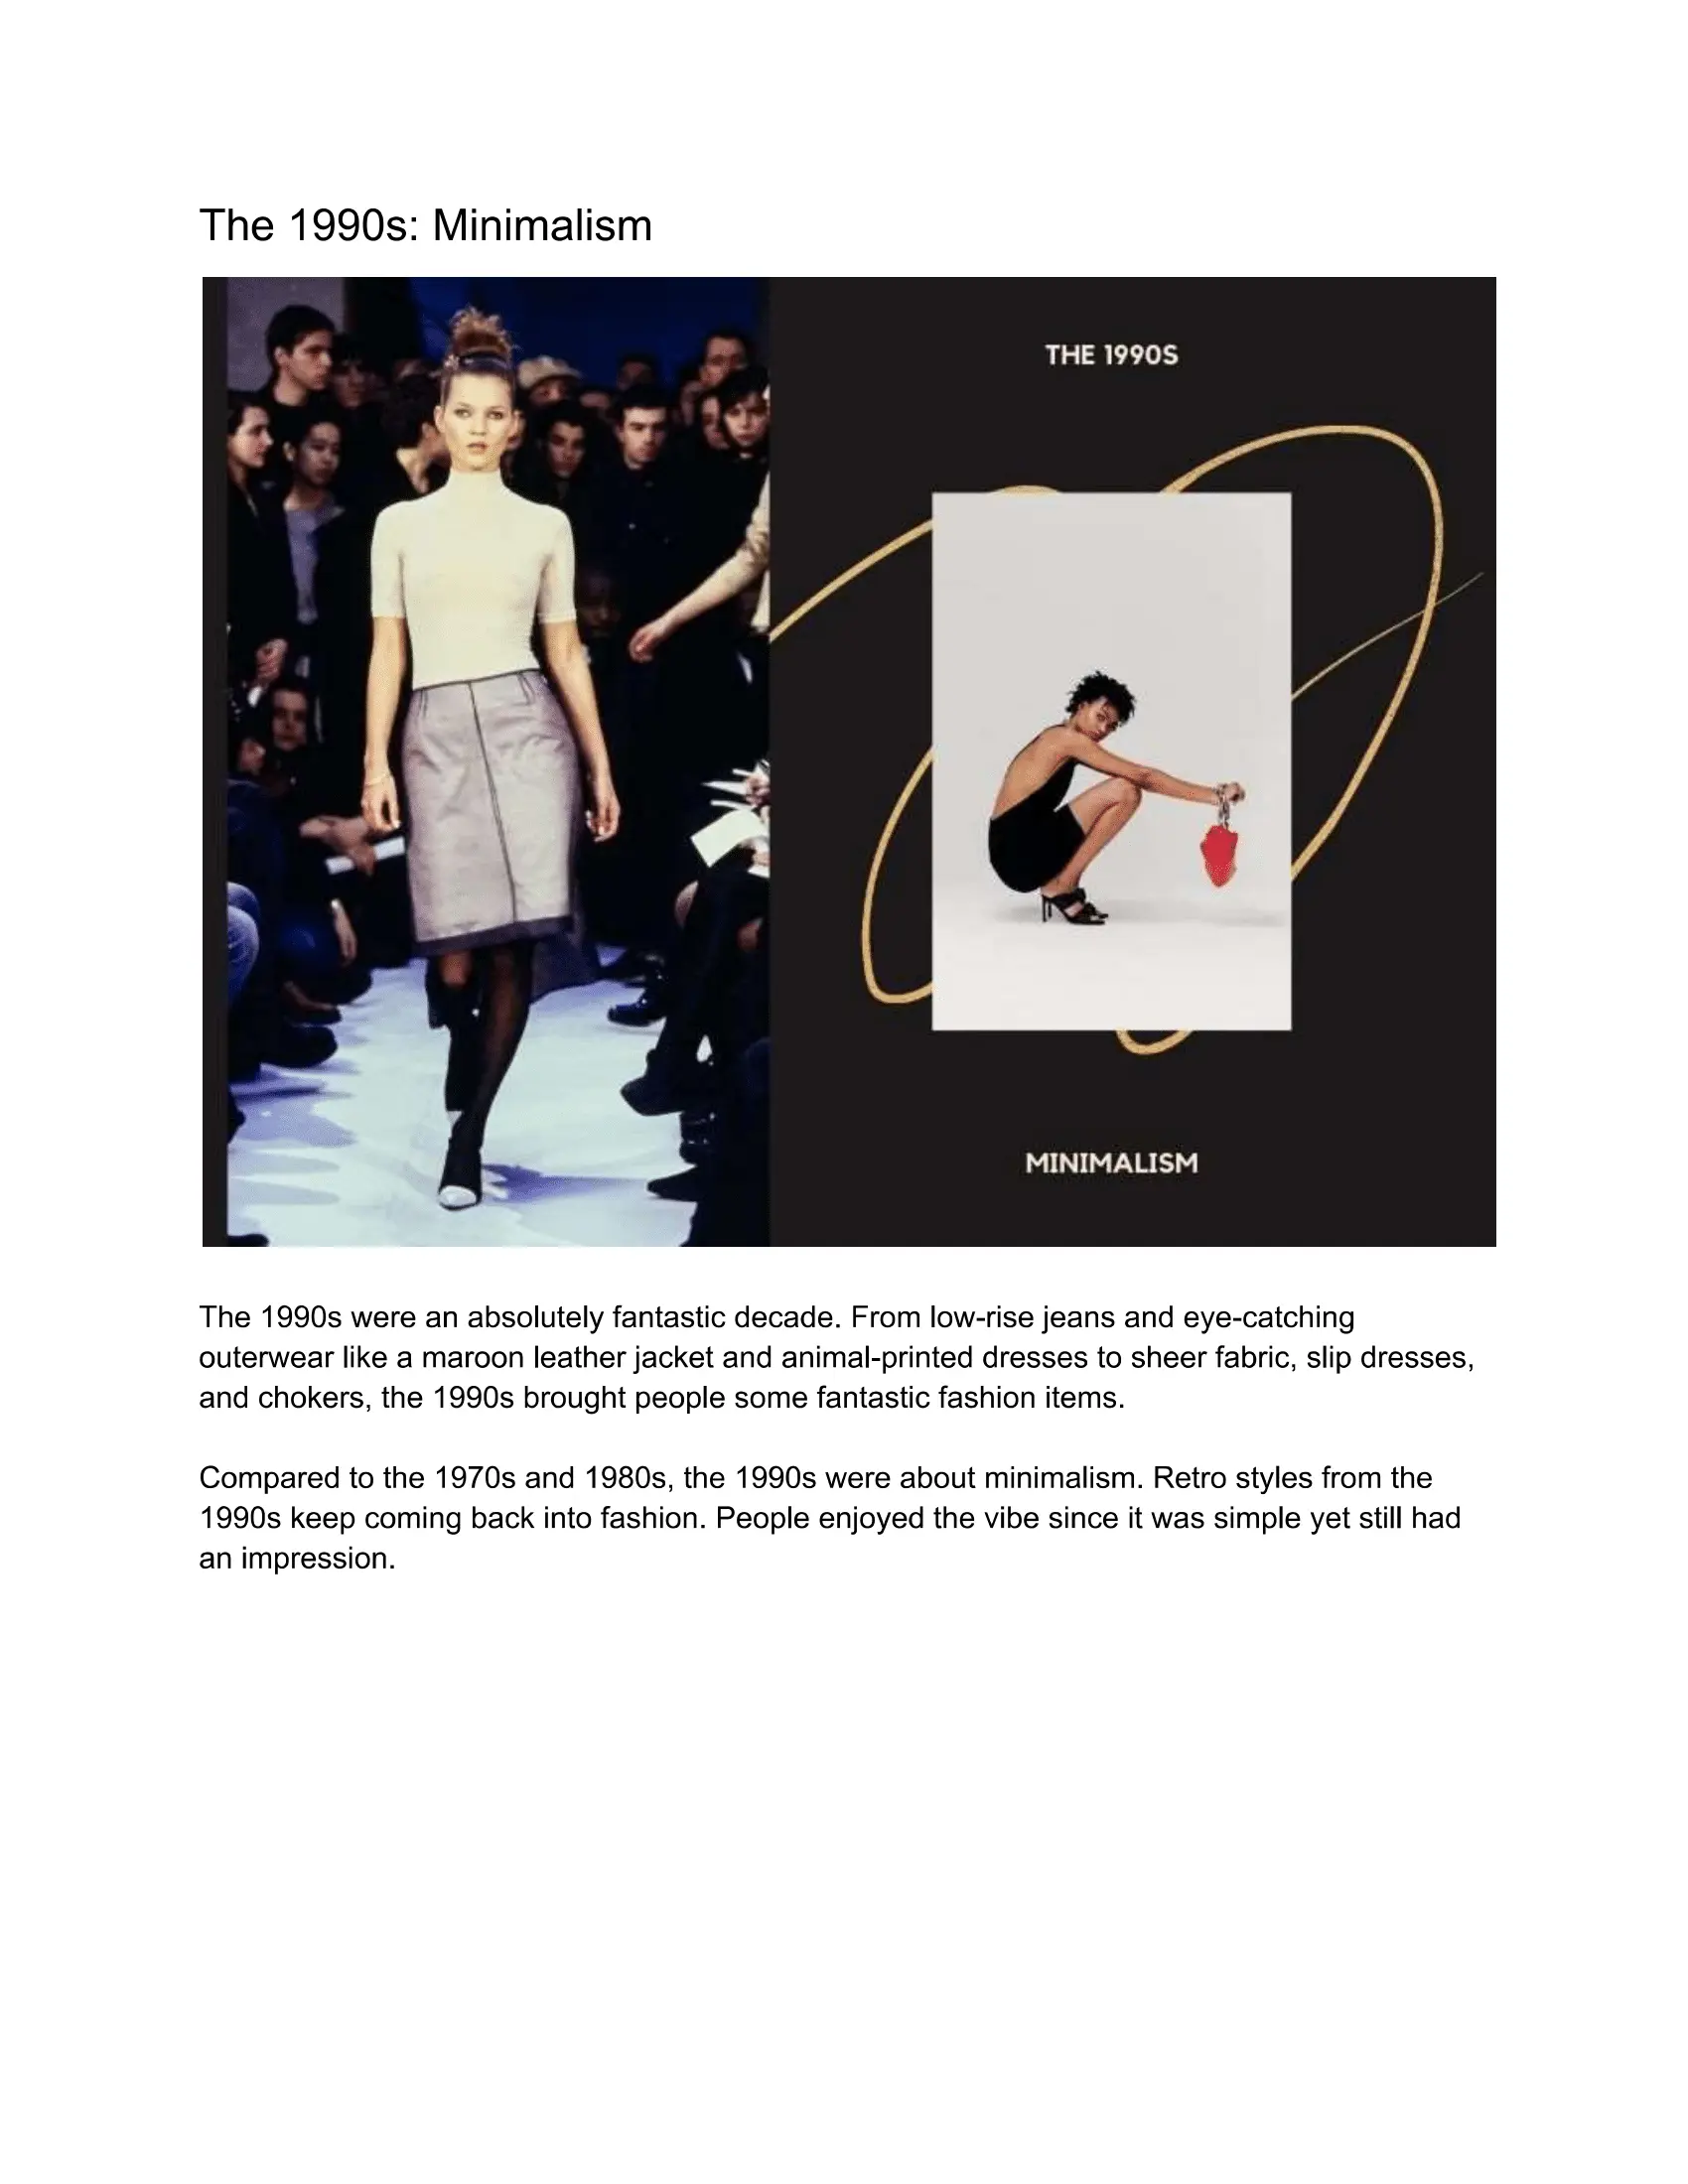 The 1990s: Minimalism
THE 1990S
MINIMALISM
The 1990s were an absolutely fantastic decade. From low-rise jeans and eye-catching
outerwear like a maroon leather jacket and animal-printed dresses to sheer fabric, slip dresses,
and chokers, the 1990s brought people some fantastic fashion items.
Compared to the 1970s and 1980s, the 1990s were about minimalism. Retro styles from the
1990s keep coming back into fashion. People enjoyed the vibe since it was simple yet still had
an impression.